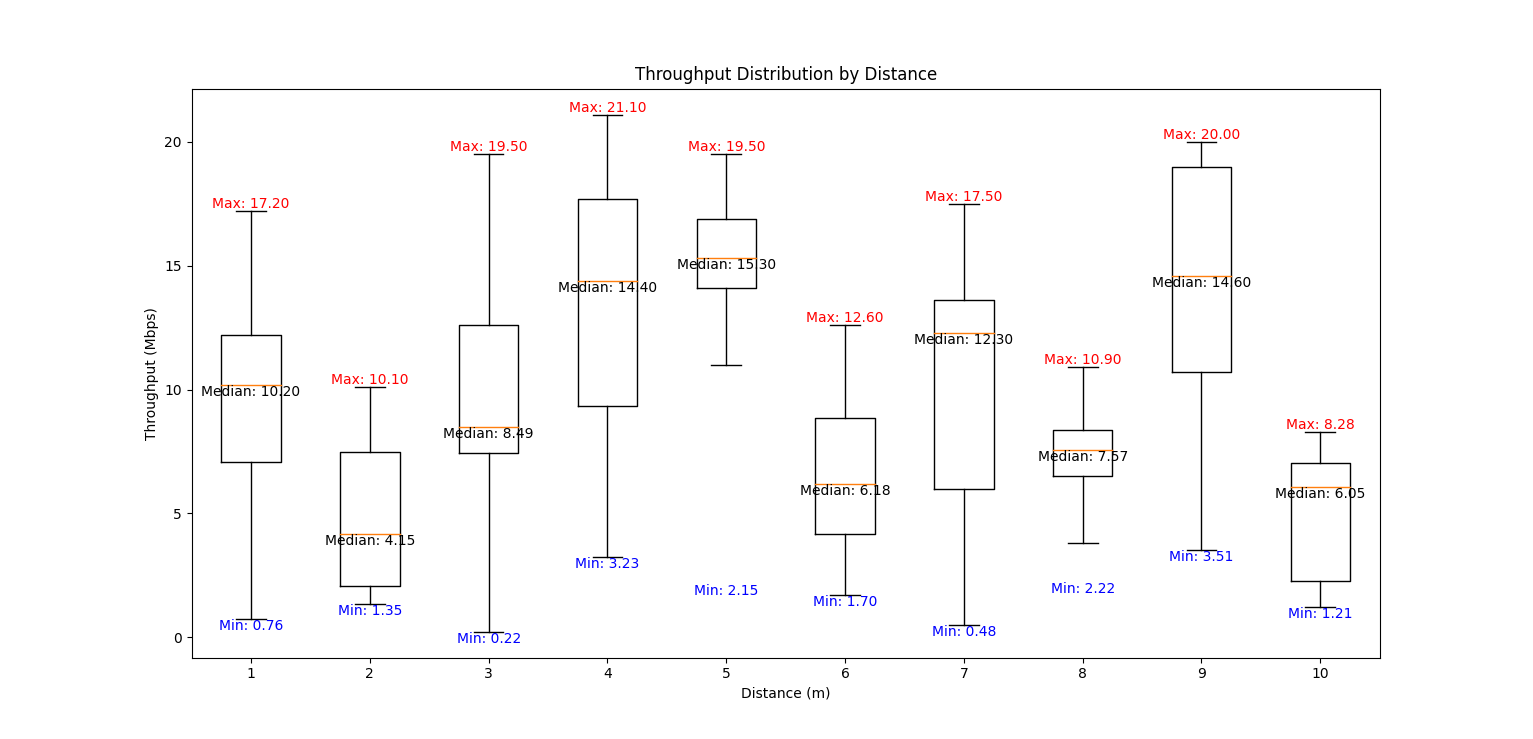 Throughput Distribution by Distance
Throughput (Mbps)
20
15
10
5
0
Max: 17.20
Median: 10.20
Min: 0.76
Max: 10.10
Median: 4.15
Min: 1.35
Max: 19.50
Median: 8.49
Min: 0.22
Max: 21.10
Median: 14.40
Min: 3.23
Max: 19.50
Median: 15.30
Min: 2.15
Max: 12.60
Median: 6.18
Min: 1.70
Max: 17.50
Median: 12.30
Min: 0.48
Max: 10.90
Median: 7.57
Min: 2.22
Max: 20.00
Median: 14.60
Min: 3.51
Max: 8.28
Median: 6.05
Min: 1.21
1 2 3 4 5 6 7 8 9 10
Distance (m)